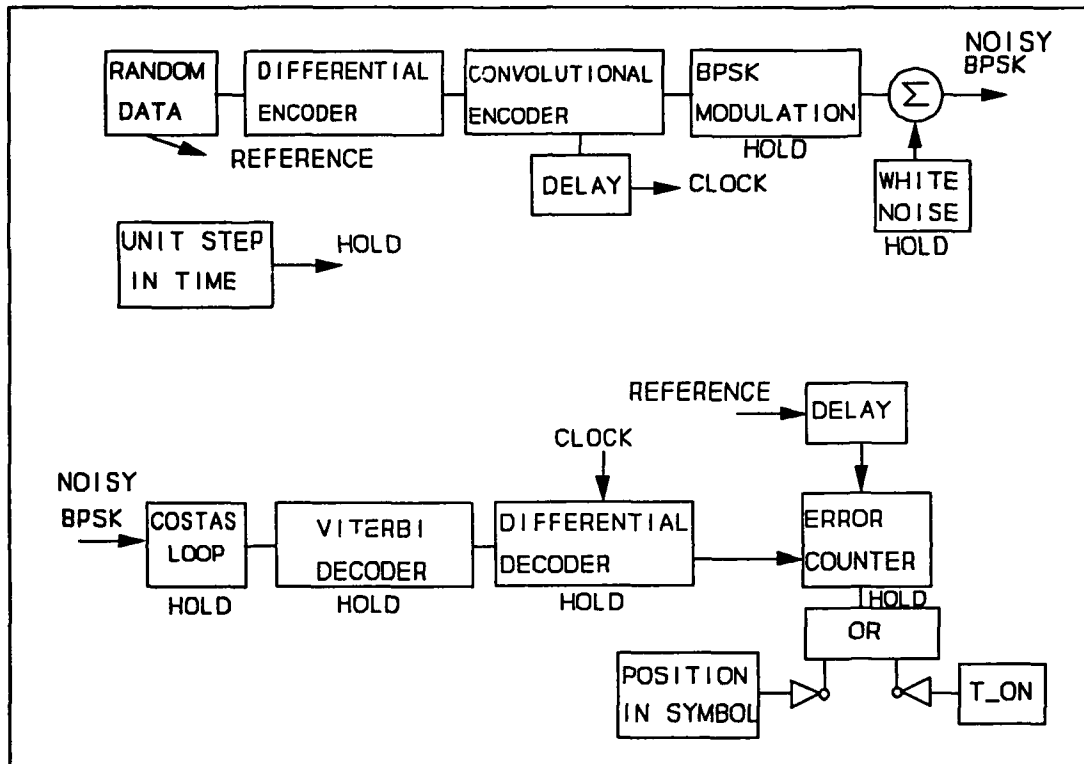 RANDOM
DATA
DIFFERENTIAL
ENCODER
CONVOLUTIONAL
ENCODER
BPSK
MODULATION
HOLD
Σ
NOISY
BPSK
REFERENCE
DELAY
CLOCK
WHITE
NOISE
HOLD
UNIT STEP
IN TIME
HOLD
REFERENCE
DELAY
CLOCK
NOISY
BPSK
COSTAS
LOOP
HOLD
VITERBI
DECODER
HOLD
DIFFERENTIAL
DECODER
HOLD
ERROR
COUNTER
HOLD
OR
POSITION
IN SYMBOL
T_ON